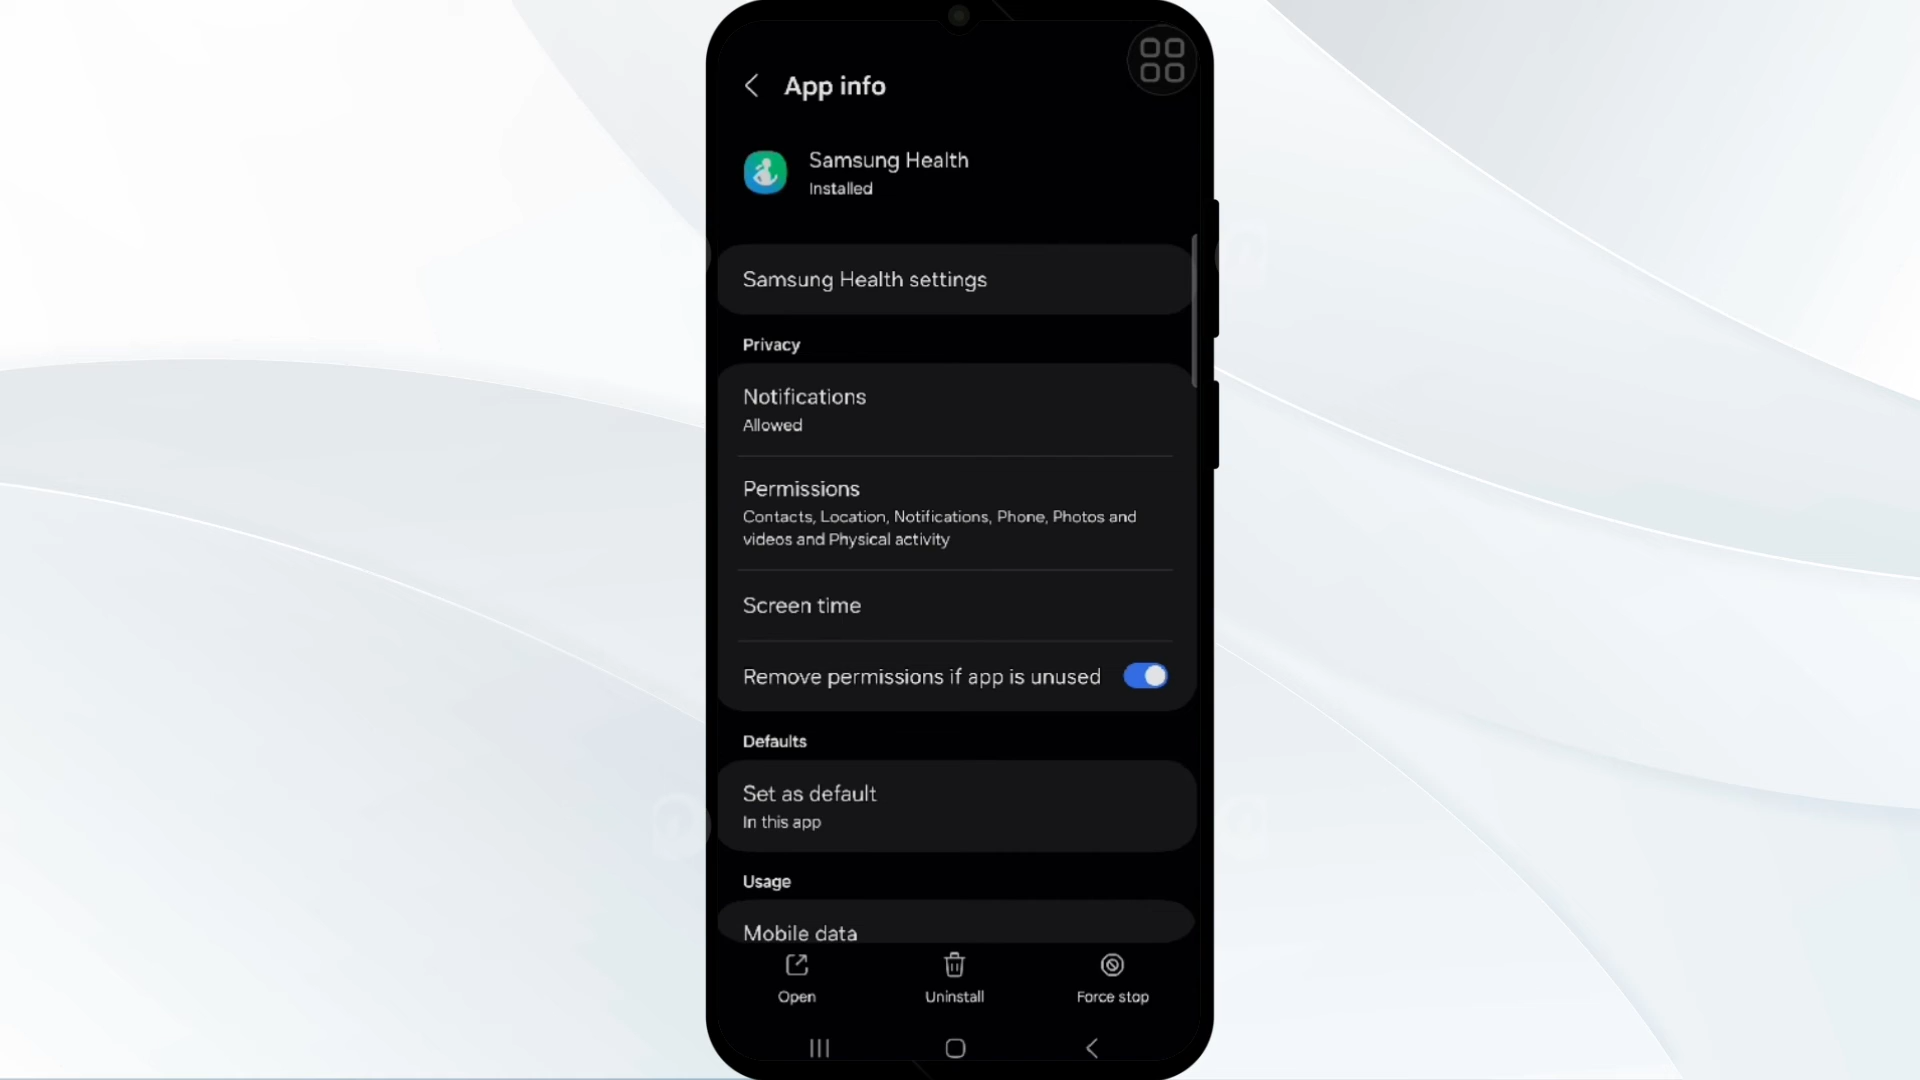 App info
Samsung Health
Installed
Samsung Health settings
Privacy
Notifications
Allowed
Permissions
Contacts, Location, Notifications, Phone, Photos and
videos and Physical activity
Screen time
Remove permissions if app is unused
Defaults
Set as default
In this app
Usage
Mobile data
Open
Uninstall
Force stop